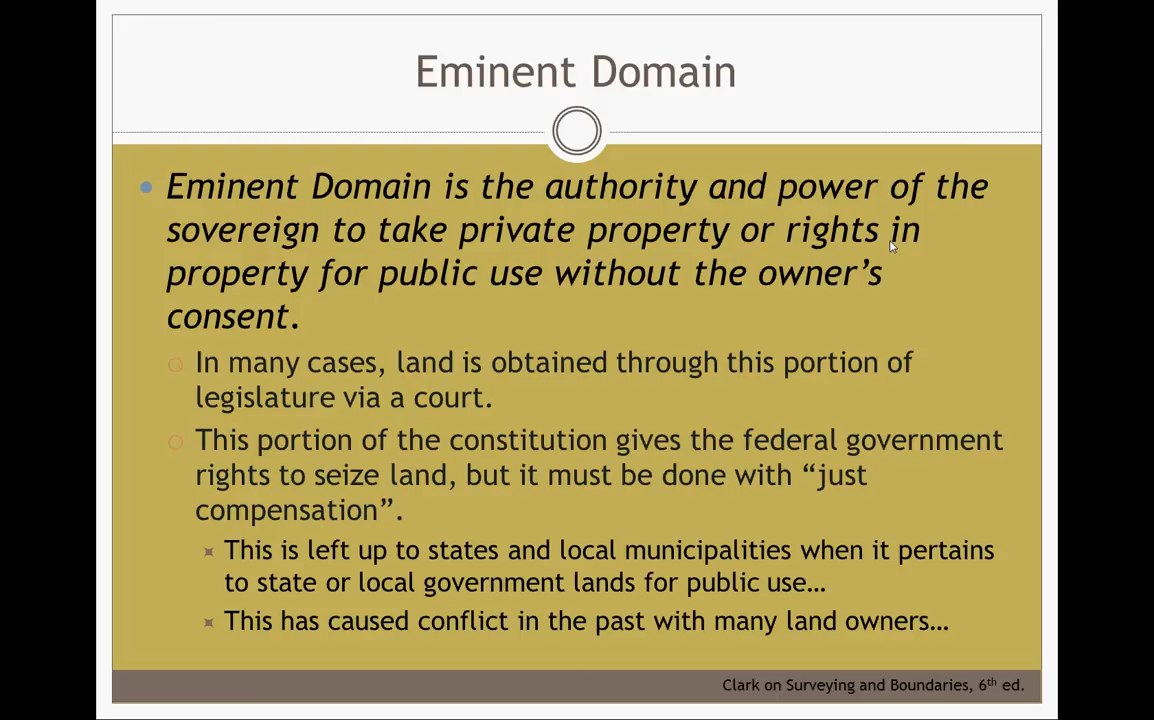 Eminent Domain
Eminent Domain is the authority and power of the
sovereign to take private property or rights in
property for public use without the owner's
consent.
In many cases, land is obtained through this portion of
legislature via a court.
This portion of the constitution gives the federal government
rights to seize land, but it must be done with “just
compensation”.
This is left up to states and local municipalities when it pertains
to state or local government lands for public use…
This has caused conflict in the past with many land owners…
Clark on Surveying and Boundaries, 6th ed.